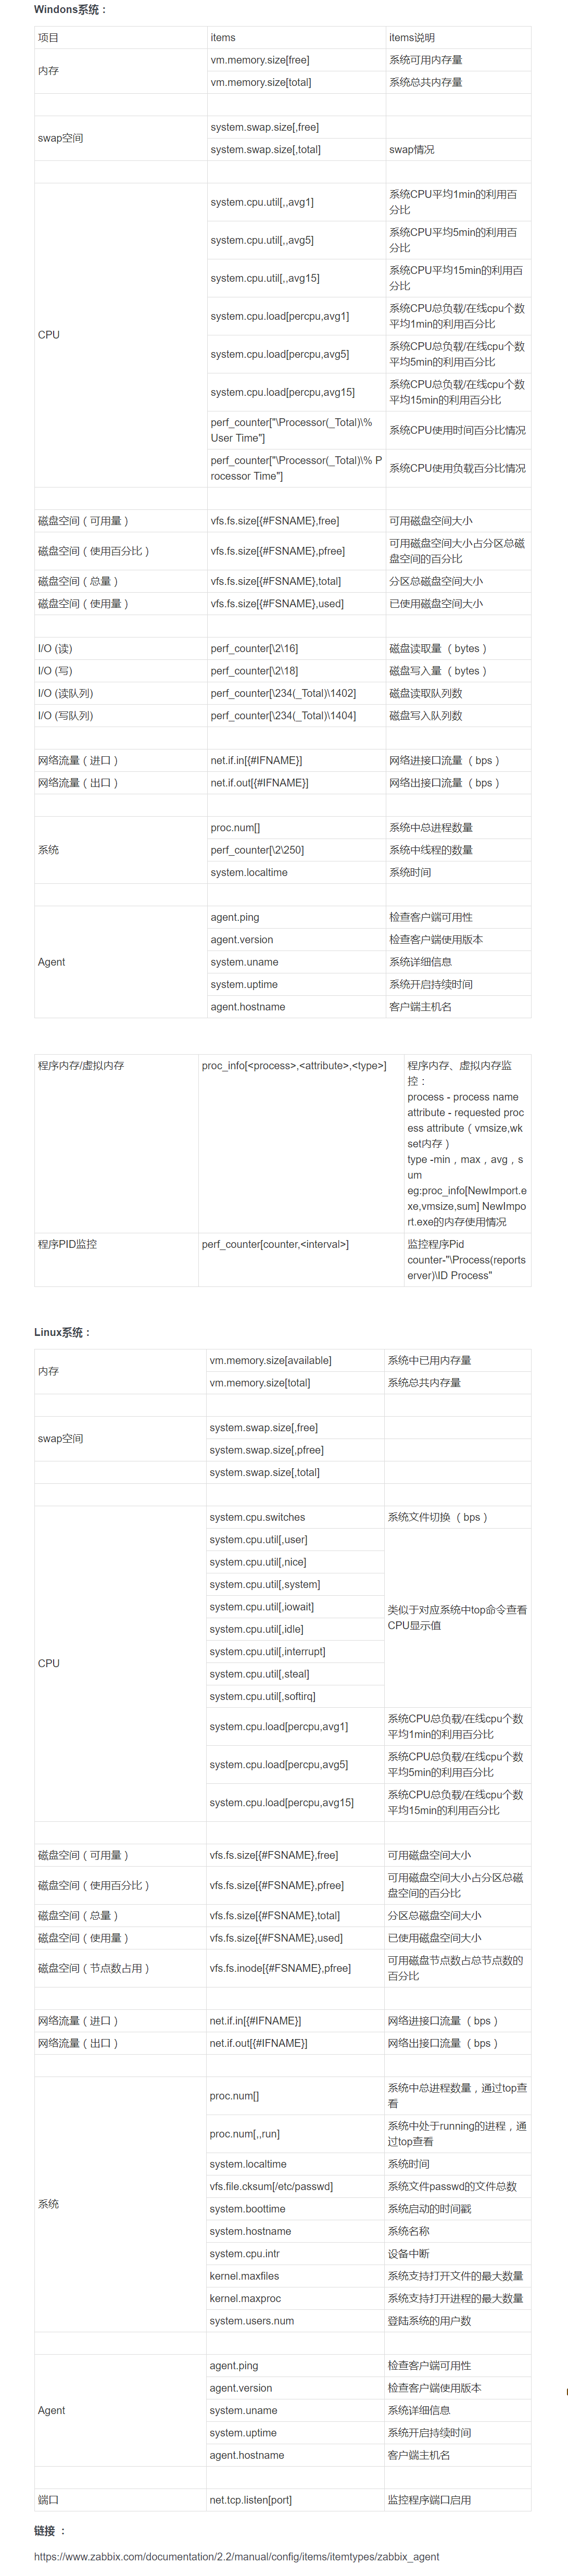 Windons系统：
项目 items items说明
内存
vm.memory.size[free] 系统可用内存量
vm.memory.size[total] 系统总共内存量
swap空间
system.swap.size[,free]
system.swap.size[,total] swap情况
CPU
system.cpu.util[,,avg1] 系统CPU平均1min的利用百
分比
system.cpu.util[,,avg5] 系统CPU平均5min的利用百
分比
system.cpu.util[,,avg15] 系统CPU平均15min的利用百
分比
system.cpu.load[percpu,avg1] 系统CPU总负载/在线cpu个数
平均1min的利用百分比
system.cpu.load[percpu,avg5] 系统CPU总负载/在线cpu个数
平均5min的利用百分比
system.cpu.load[percpu,avg15] 系统CPU总负载/在线cpu个数
平均15min的利用百分比
perf_counter["\Processor(_Total)\%
User Time"] 系统CPU使用时间百分比情况
perf_counter["\Processor(_Total)\% P
rocessor Time"] 系统CPU使用负载百分比情况
磁盘空间（可用量） vfs.fs.size[{#FSNAME},free] 可用磁盘空间大小
磁盘空间（使用百分比） vfs.fs.size[{#FSNAME},pfree] 可用磁盘空间大小占分区总磁
盘空间的百分比
磁盘空间（总量） vfs.fs.size[{#FSNAME},total] 分区总磁盘空间大小
磁盘空间（使用量） vfs.fs.size[{#FSNAME},used] 已使用磁盘空间大小
I/O (读) perf_counter[\2\16] 磁盘读取量（bytes）
I/O (写) perf_counter[\2\18] 磁盘写入量（bytes）
I/O (读队列) perf_counter[\234(_Total)\1402] 磁盘读取队列数
I/O (写队列) perf_counter[\234(_Total)\1404] 磁盘写入队列数
网络流量（进口） net.if.in[{#IFNAME}] 网络进接口流量（bps）
网络流量（出口） net.if.out[{#IFNAME}] 网络出接口流量（bps）
系统
proc.num[] 系统中总进程数量
perf_counter[\2\250] 系统中线程的数量
system.localtime 系统时间
Agent
agent.ping 检查客户端可用性
agent.version 检查客户端使用版本
system.uname 系统详细信息
system.uptime 系统开启持续时间
agent.hostname 客户端主机名
程序内存/虚拟内存 proc_info[<process>,<attribute>,<type>] 程序内存、虚拟内存监
控：
process - process name
attribute - requested proc
ess attribute（vmsize,wk
set内存）
type -min，max，avg，s
um
eg:proc_info[NewImport.e
xe,vmsize,sum] NewImpo
rt.exe的内存使用情况
程序PID监控 perf_counter[counter,<interval>] 监控程序Pid
counter-"\Process(reports
erver)\ID Process"
Linux系统：
内存
vm.memory.size[available] 系统中已用内存量
vm.memory.size[total] 系统总共内存量
swap空间
system.swap.size[,free]
system.swap.size[,pfree]
system.swap.size[,total]
CPU
system.cpu.switches 系统文件切换（bps）
system.cpu.util[,user]
system.cpu.util[,nice]
system.cpu.util[,system]
system.cpu.util[,iowait]
类似于对应系统中top命令查看
CPU显示值
system.cpu.util[,idle]
system.cpu.util[,interrupt]
system.cpu.util[,steal]
system.cpu.util[,softirq]
system.cpu.load[percpu,avg1] 系统CPU总负载/在线cpu个数
平均1min的利用百分比
system.cpu.load[percpu,avg5] 系统CPU总负载/在线cpu个数
平均5min的利用百分比
system.cpu.load[percpu,avg15] 系统CPU总负载/在线cpu个数
平均15min的利用百分比
磁盘空间（可用量） vfs.fs.size[{#FSNAME},free] 可用磁盘空间大小
磁盘空间（使用百分比） vfs.fs.size[{#FSNAME},pfree] 可用磁盘空间大小占分区总磁
盘空间的百分比
磁盘空间（总量） vfs.fs.size[{#FSNAME},total] 分区总磁盘空间大小
磁盘空间（使用量） vfs.fs.size[{#FSNAME},used] 已使用磁盘空间大小
磁盘空间（节点数占用） vfs.fs.inode[{#FSNAME},pfree] 可用磁盘节点数占总节点数的
百分比
网络流量（进口） net.if.in[{#IFNAME}] 网络进接口流量（bps）
网络流量（出口） net.if.out[{#IFNAME}] 网络出接口流量（bps）
系统
proc.num[] 系统中总进程数量，通过top查
看
proc.num[,,run] 系统中处于running的进程，通
过top查看
system.localtime 系统时间
vfs.file.cksum[/etc/passwd] 系统文件passwd的文件总数
system.boottime 系统启动的时间戳
system.hostname 系统名称
system.cpu.intr 设备中断
kernel.maxfiles 系统支持打开文件的最大数量
kernel.maxproc 系统支持打开进程的最大数量
system.users.num 登陆系统的用户数
Agent
agent.ping 检查客户端可用性
agent.version 检查客户端使用版本
system.uname 系统详细信息
system.uptime 系统开启持续时间
agent.hostname 客户端主机名
端口 net.tcp.listen[port] 监控程序端口启用
链接 ：
https://www.zabbix.com/documentation/2.2/manual/config/items/itemtypes/zabbix_agent